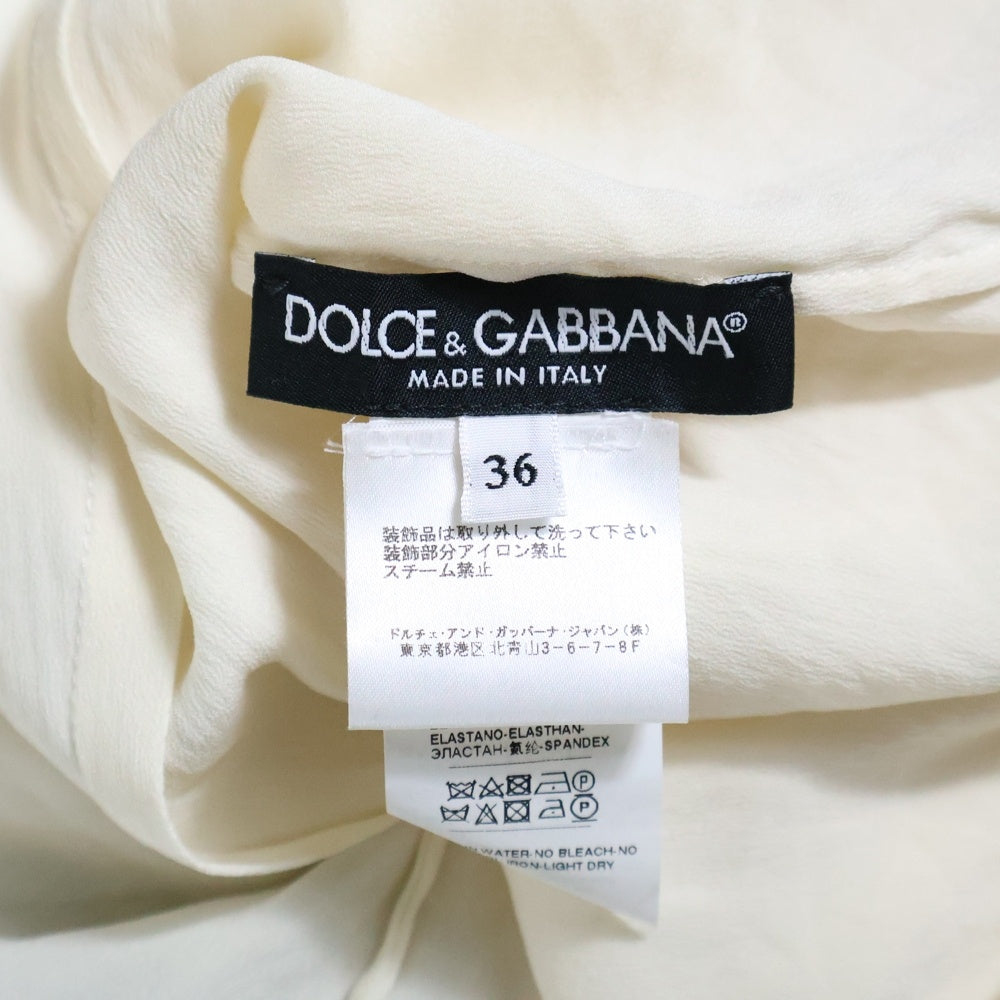 DOLCE & GABBANA®
MADE IN ITALY
36
装飾品は取り外して洗って下さい
装飾部分アイロン禁止
スチーム禁止
ドルチェ・アンド・ガッバーナ・ジャパン(株)
東京都港区北青山3-6-7-8F
ELASTANO-ELASTHAN-
ЭЛАСТАН-氨纶-SPANDEX
P
P
WATER-NO BLEACH-NO
IRON-LIGHT DRY